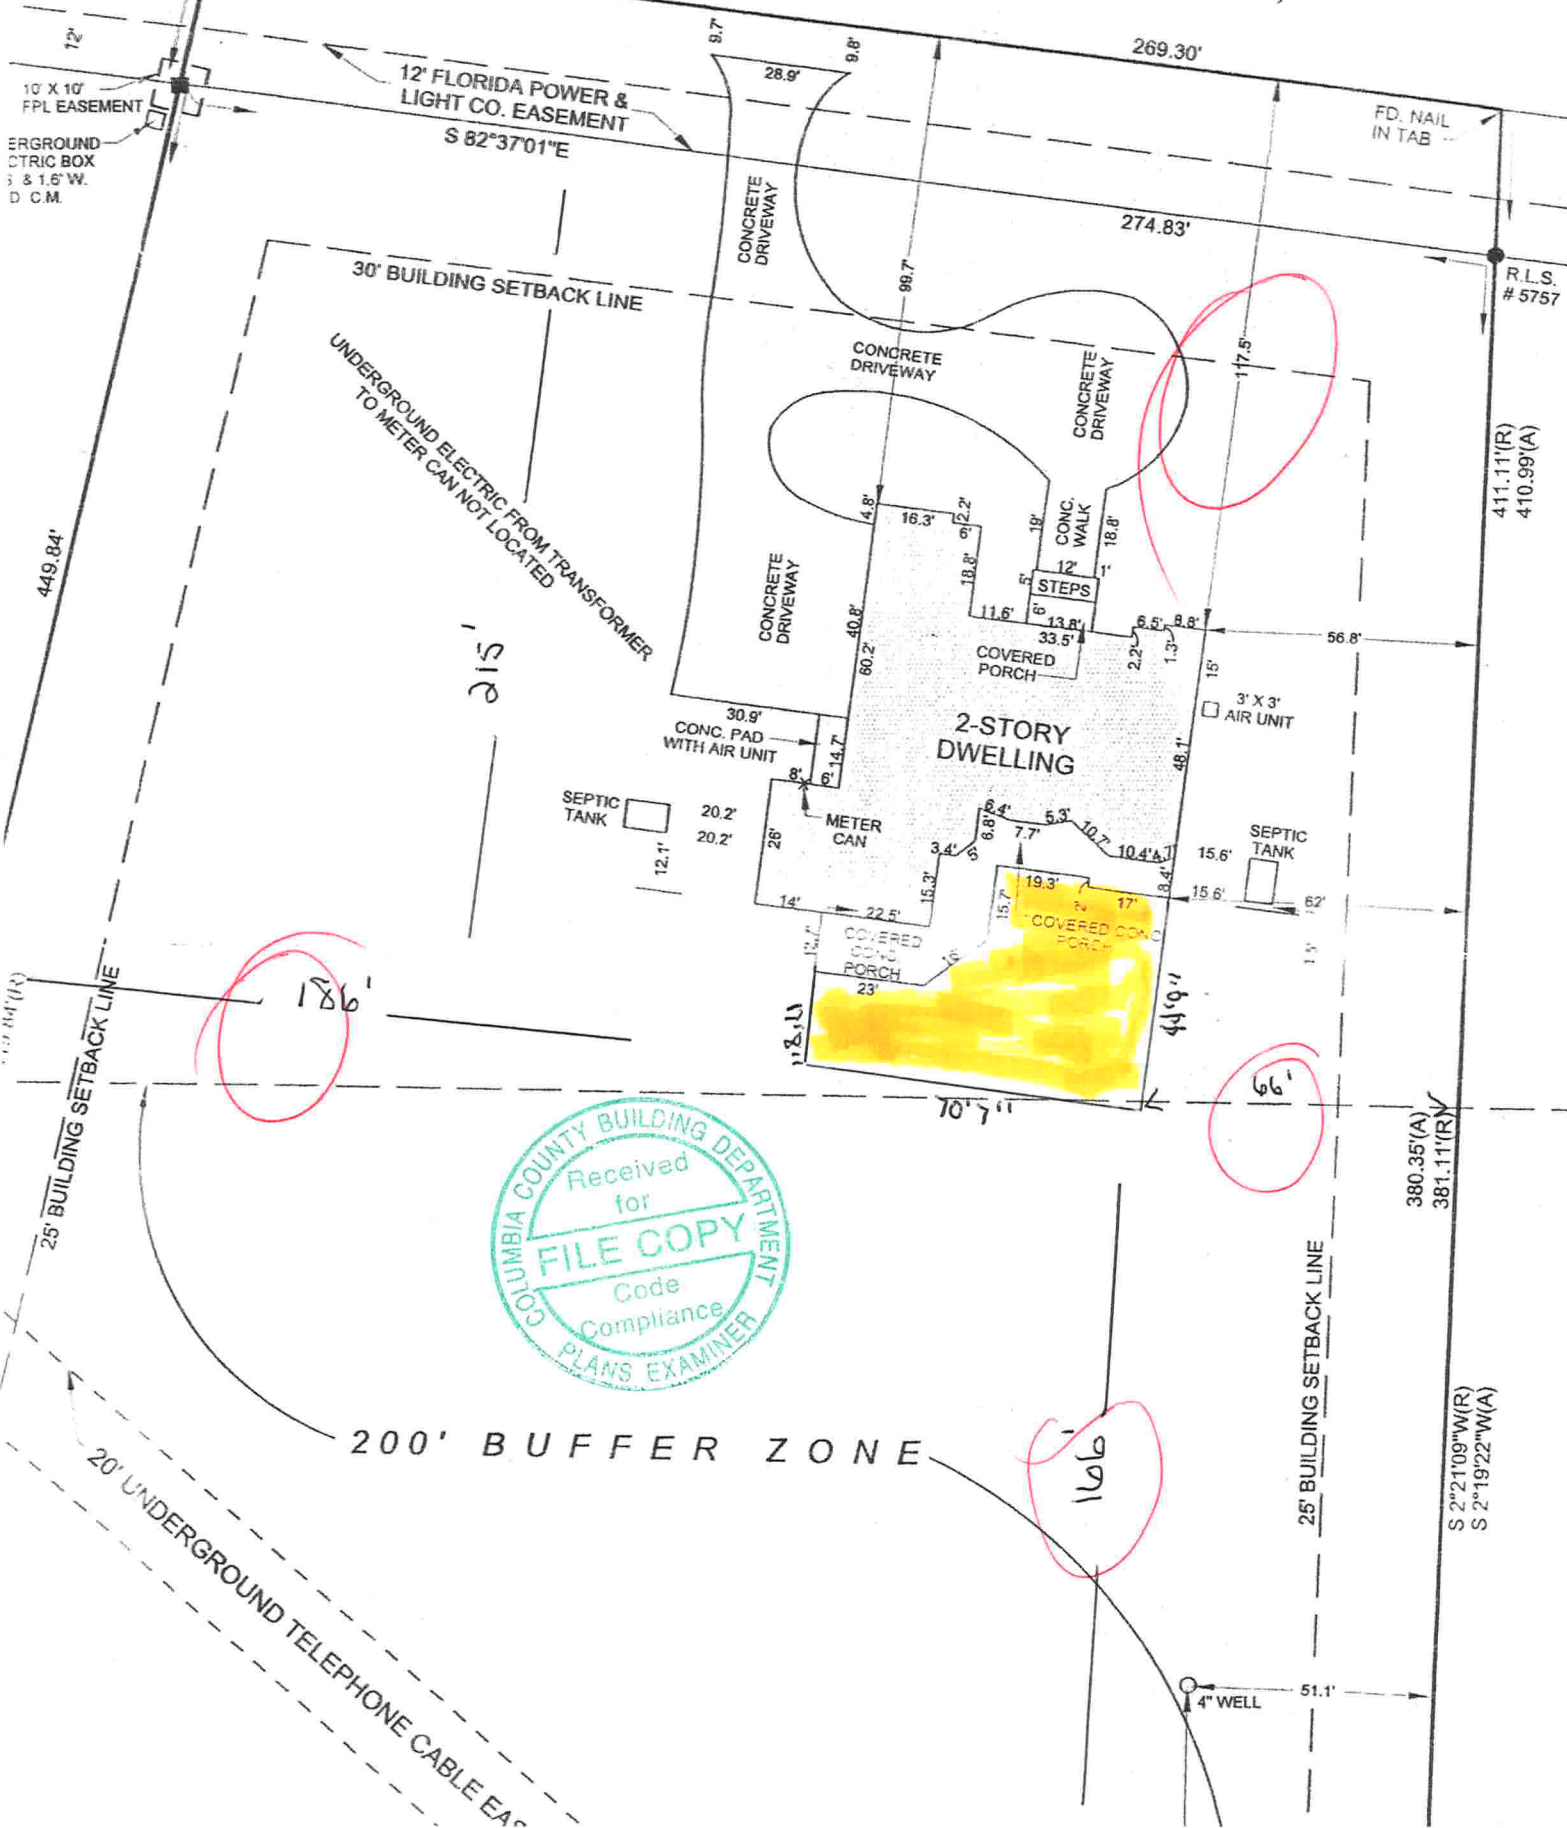 269.30'
9.7'
9.8'
28.9'
12'
10' X 10'
FPL EASEMENT
12' FLORIDA POWER &
LIGHT CO. EASEMENT
S 82°37'01"E
FD. NAIL
IN TAB
ERGROUND
CTRIC BOX
& 1.6' W.
D C.M.
CONCRETE
DRIVEWAY
274.83'
R.L.S.
# 5757
30' BUILDING SETBACK LINE
99.7'
117.5'
UNDERGROUND ELECTRIC FROM TRANSFORMER
TO METER CAN NOT LOCATED
CONCRETE
DRIVEWAY
CONCRETE
DRIVEWAY
411.11'(R)
410.99'(A)
449.84'
4.8'
16.3'
2.2'
6'
18.8'
19'
CONC.
WALK
18.8'
12'
1'
5'
STEPS
CONCRETE
DRIVEWAY
40.8'
60.2'
11.6'
6'
13.8'
33.5'
6.5'
8.8'
2.2'
1.3'
15'
56.8'
COVERED
PORCH
215'
3' X 3'
AIR UNIT
30.9'
CONC. PAD
WITH AIR UNIT
14.7'
2-STORY
DWELLING
48.1'
8'
6'
SEPTIC
TANK
20.2'
20.2'
12.1'
26'
METER
CAN
6.4'
6.8'
5.3'
7.7'
10.7'
3.4'
5'
10.4'
4.7'
15.6'
SEPTIC
TANK
15.3'
19.3'
15.7'
17'
8.4'
15.6'
62'
14'
22.5'
COVERED
CONC.
PORCH
COVERED CONC
PORCH
16'
23'
186'
44'9"
70'7"
66'
25' BUILDING SETBACK LINE
380.35'(A)
381.11'(R)
COLUMBIA COUNTY BUILDING DEPARTMENT
Received
for
FILE COPY
Code
Compliance
PLANS EXAMINER
200' BUFFER ZONE
166'
25' BUILDING SETBACK LINE
S 2°21'09"W(R)
S 2°19'22"W(A)
20' UNDERGROUND TELEPHONE CABLE EAS
4" WELL
51.1'